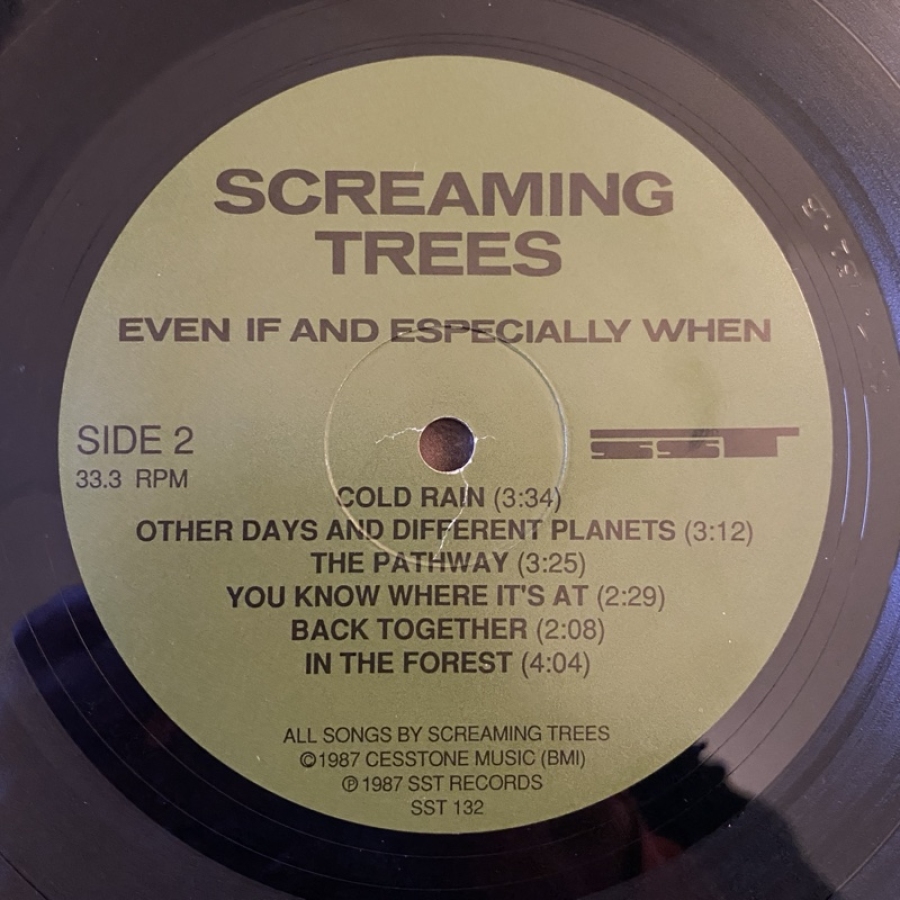 SCREAMING
TREES
EVEN IF AND ESPECIALLY WHEN
SIDE 2
33.3 RPM
SST
COLD RAIN (3:34)
OTHER DAYS AND DIFFERENT PLANETS (3:12)
THE PATHWAY (3:25)
YOU KNOW WHERE IT'S AT (2:29)
BACK TOGETHER (2:08)
IN THE FOREST (4:04)
ALL SONGS BY SCREAMING TREES
©1987 CESSTONE MUSIC (BMI)
℗ 1987 SST RECORDS
SST 132